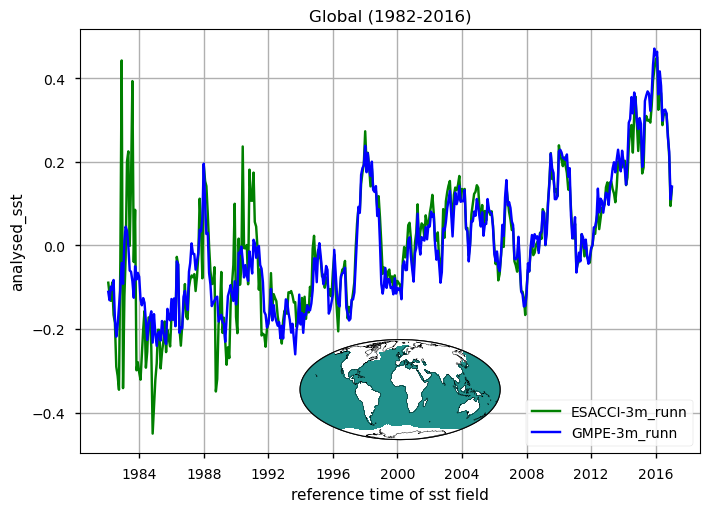 Global (1982-2016)
analysed_sst
0.4
0.2
0.0
−0.2
−0.4
ESACCI-3m_runn
GMPE-3m_runn
1984 1988 1992 1996 2000 2004 2008 2012 2016
reference time of sst field